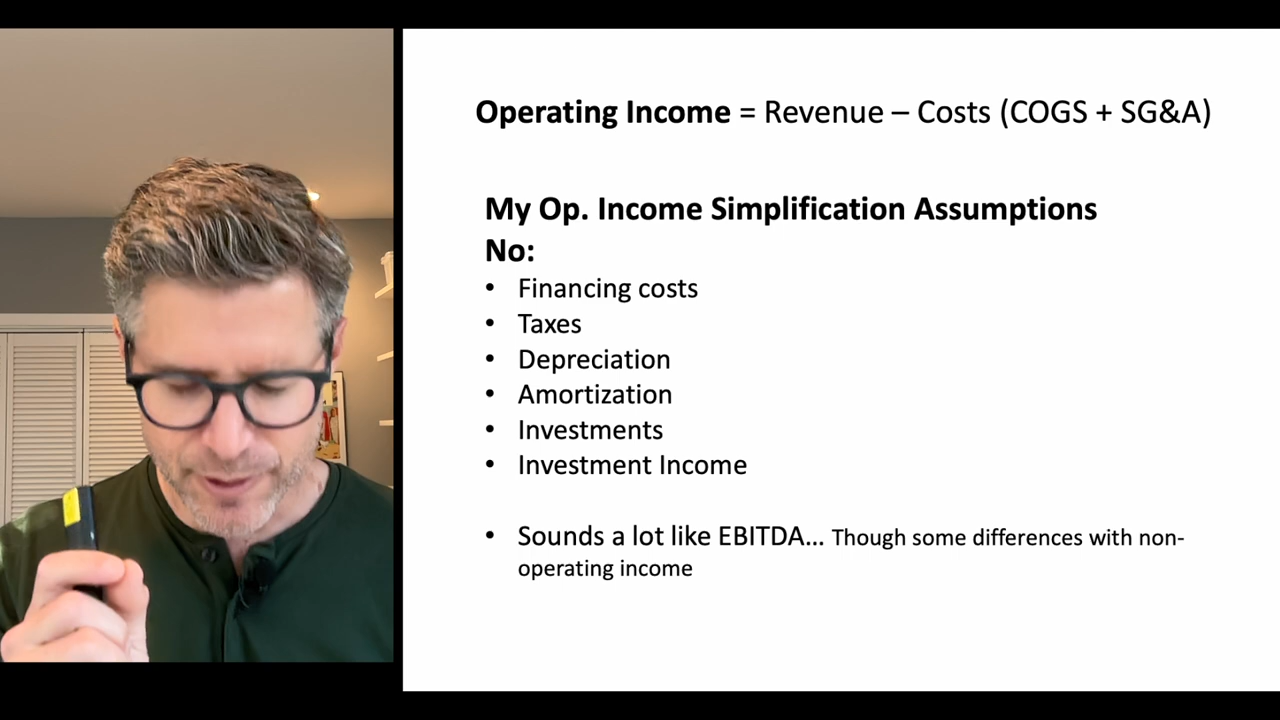 Operating Income = Revenue – Costs (COGS + SG&A)
My Op. Income Simplification Assumptions
No:
• Financing costs
• Taxes
• Depreciation
• Amortization
• Investments
• Investment Income
• Sounds a lot like EBITDA... Though some differences with non-
operating income